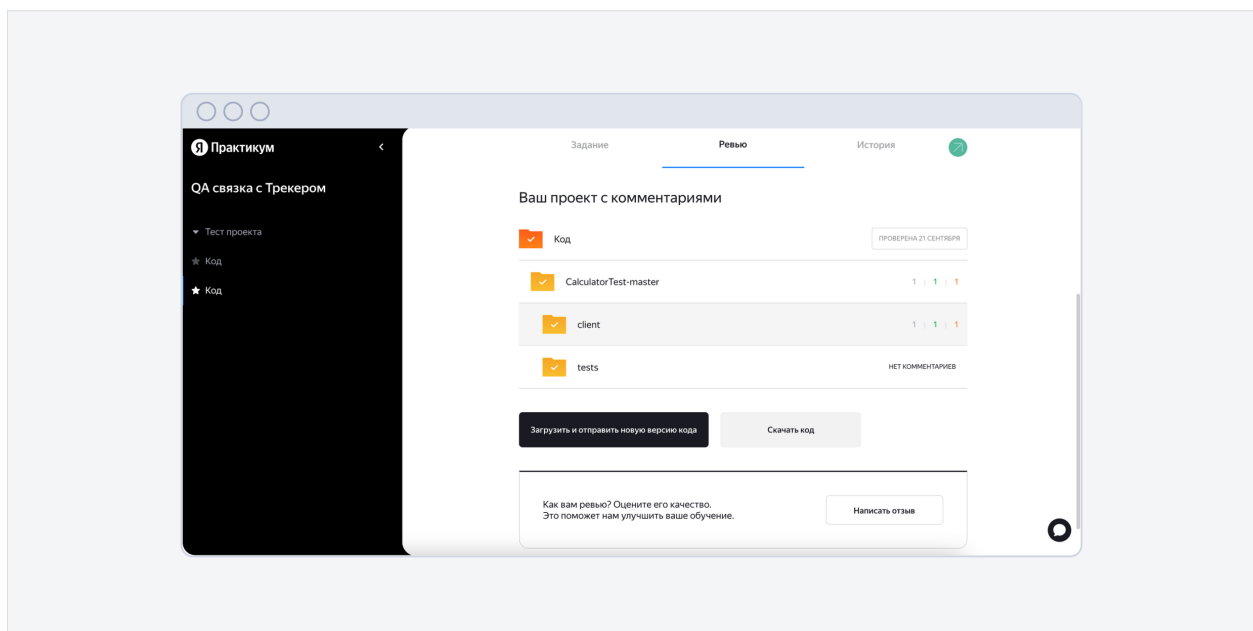 Я Практикум
QA связка с Трекером
Тест проекта
Код
Код
Задание
Ревью
История
Ваш проект с комментариями
Код
ПРОВЕРЕНА 21 СЕНТЯБРЯ
CalculatorTest-master
1 | 1 | 1
client
1 | 1 | 1
tests
НЕТ КОММЕНТАРИЕВ
Загрузить и отправить новую версию кода
Скачать код
Как вам ревью? Оцените его качество.
Это поможет нам улучшить ваше обучение.
Написать отзыв